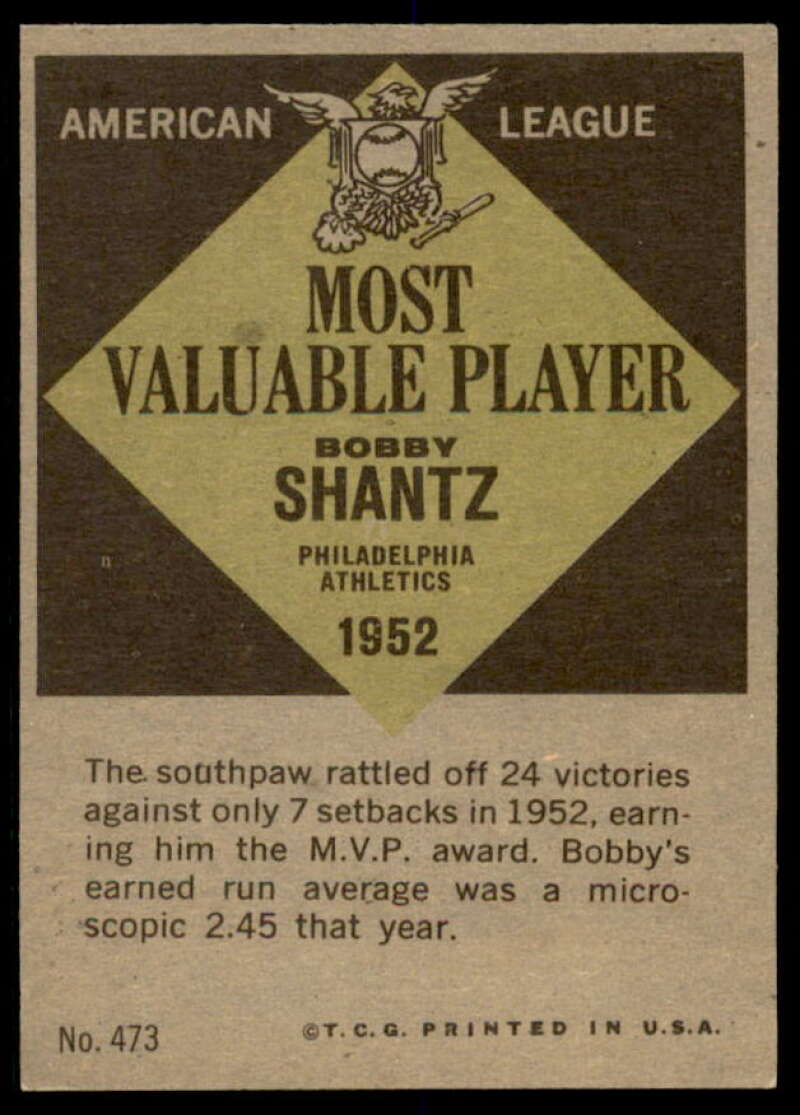 AMERICAN LEAGUE
MOST
VALUABLE PLAYER
BOBBY
SHANTZ
PHILADELPHIA
ATHLETICS
1952
The southpaw rattled off 24 victories
against only 7 setbacks in 1952, earn-
ing him the M.V.P. award. Bobby's
earned run average was a micro-
scopic 2.45 that year.
No. 473
©T.C.G. PRINTED IN U.S.A.